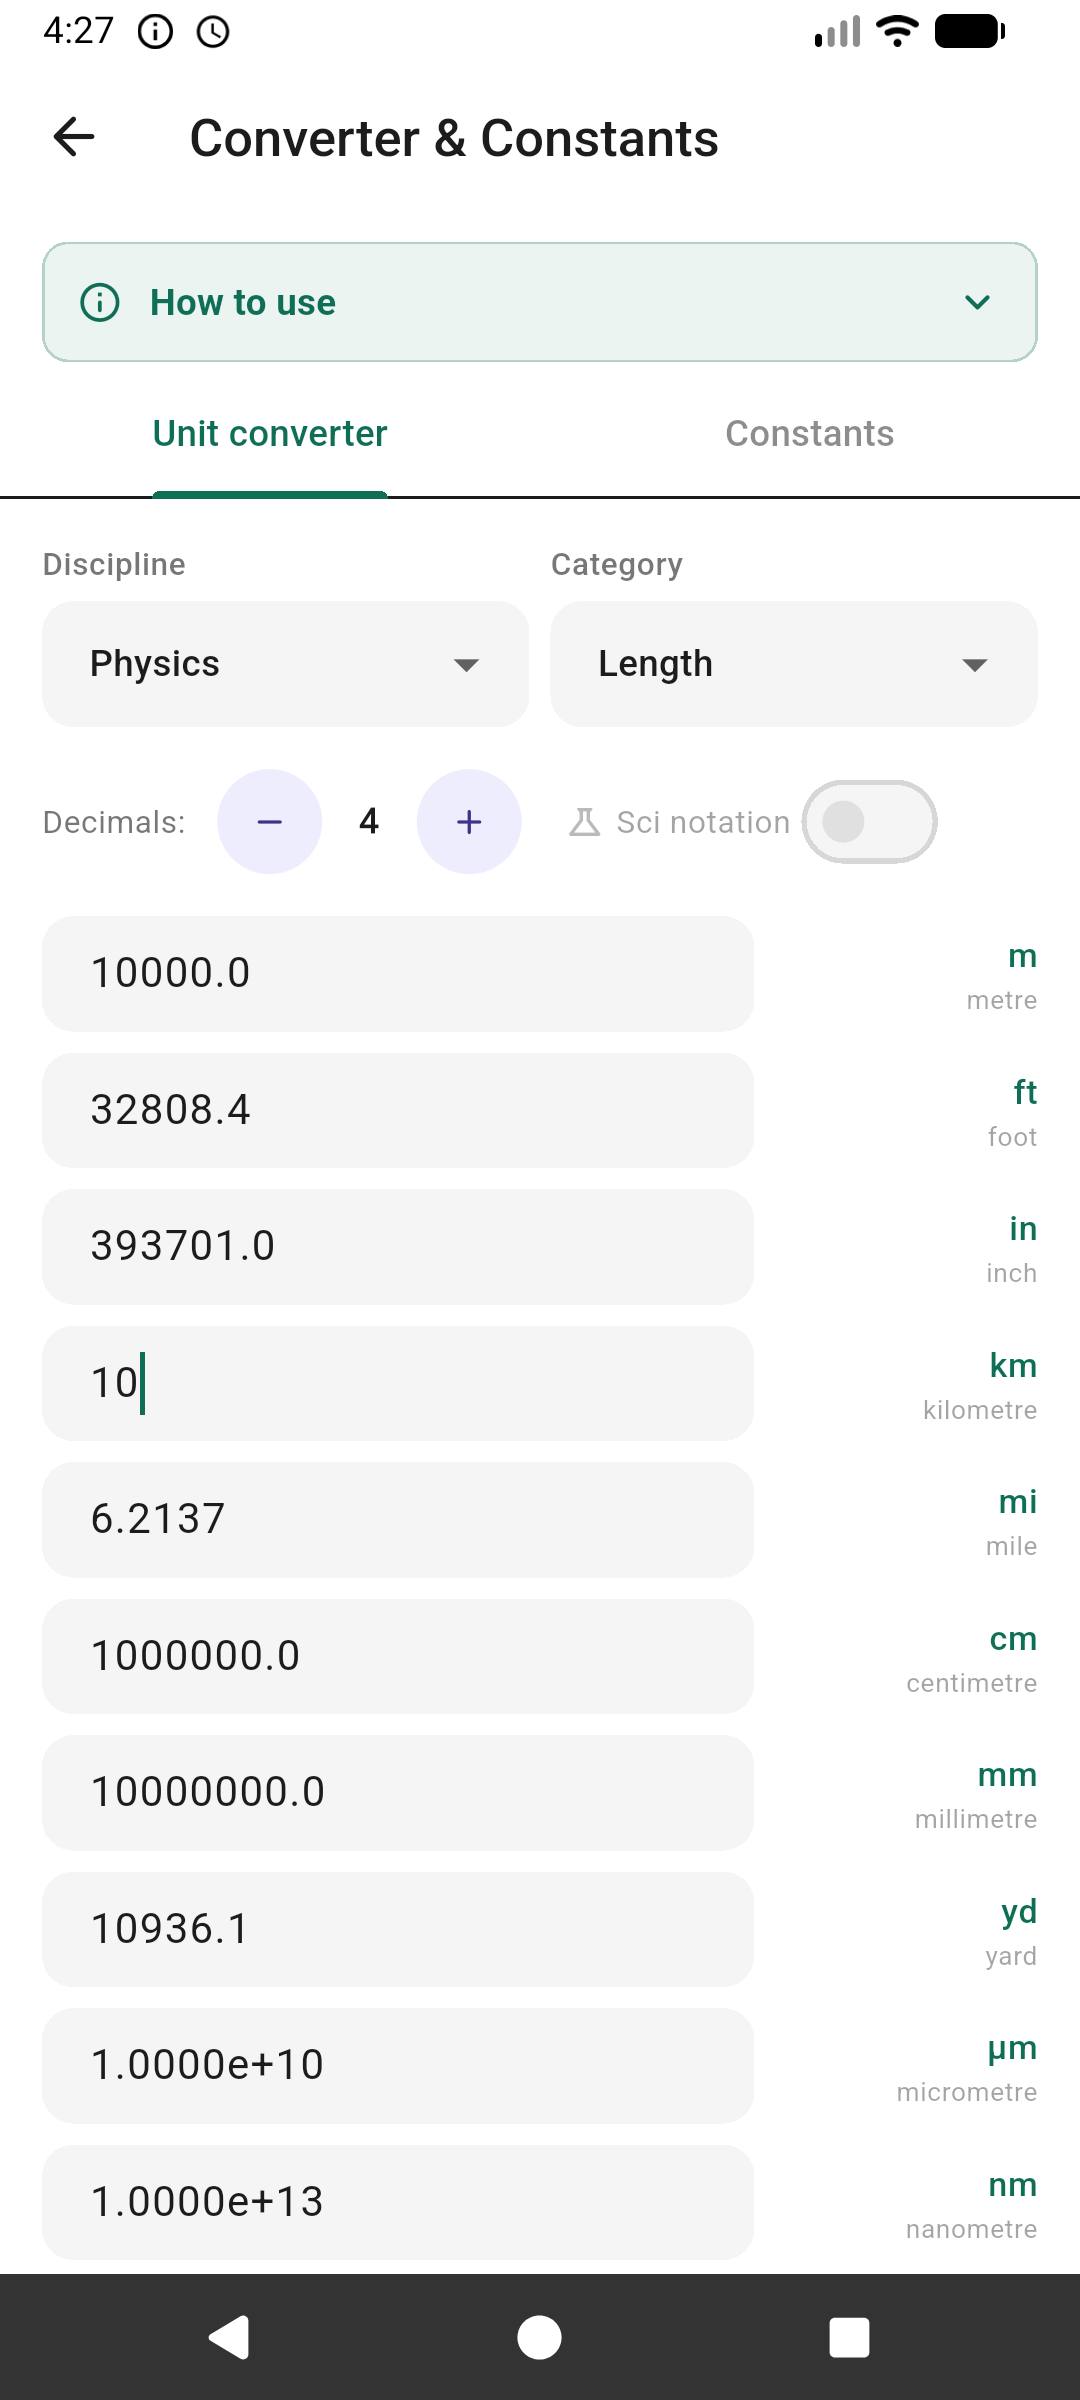 4:27
Converter & Constants
How to use
Unit converter
Constants
Discipline
Category
Physics
Length
Decimals:
4
Sci notation
10000.0
m
metre
32808.4
ft
foot
393701.0
in
inch
10
km
kilometre
6.2137
mi
mile
1000000.0
cm
centimetre
10000000.0
mm
millimetre
10936.1
yd
yard
1.0000e+10
μm
micrometre
1.0000e+13
nm
nanometre